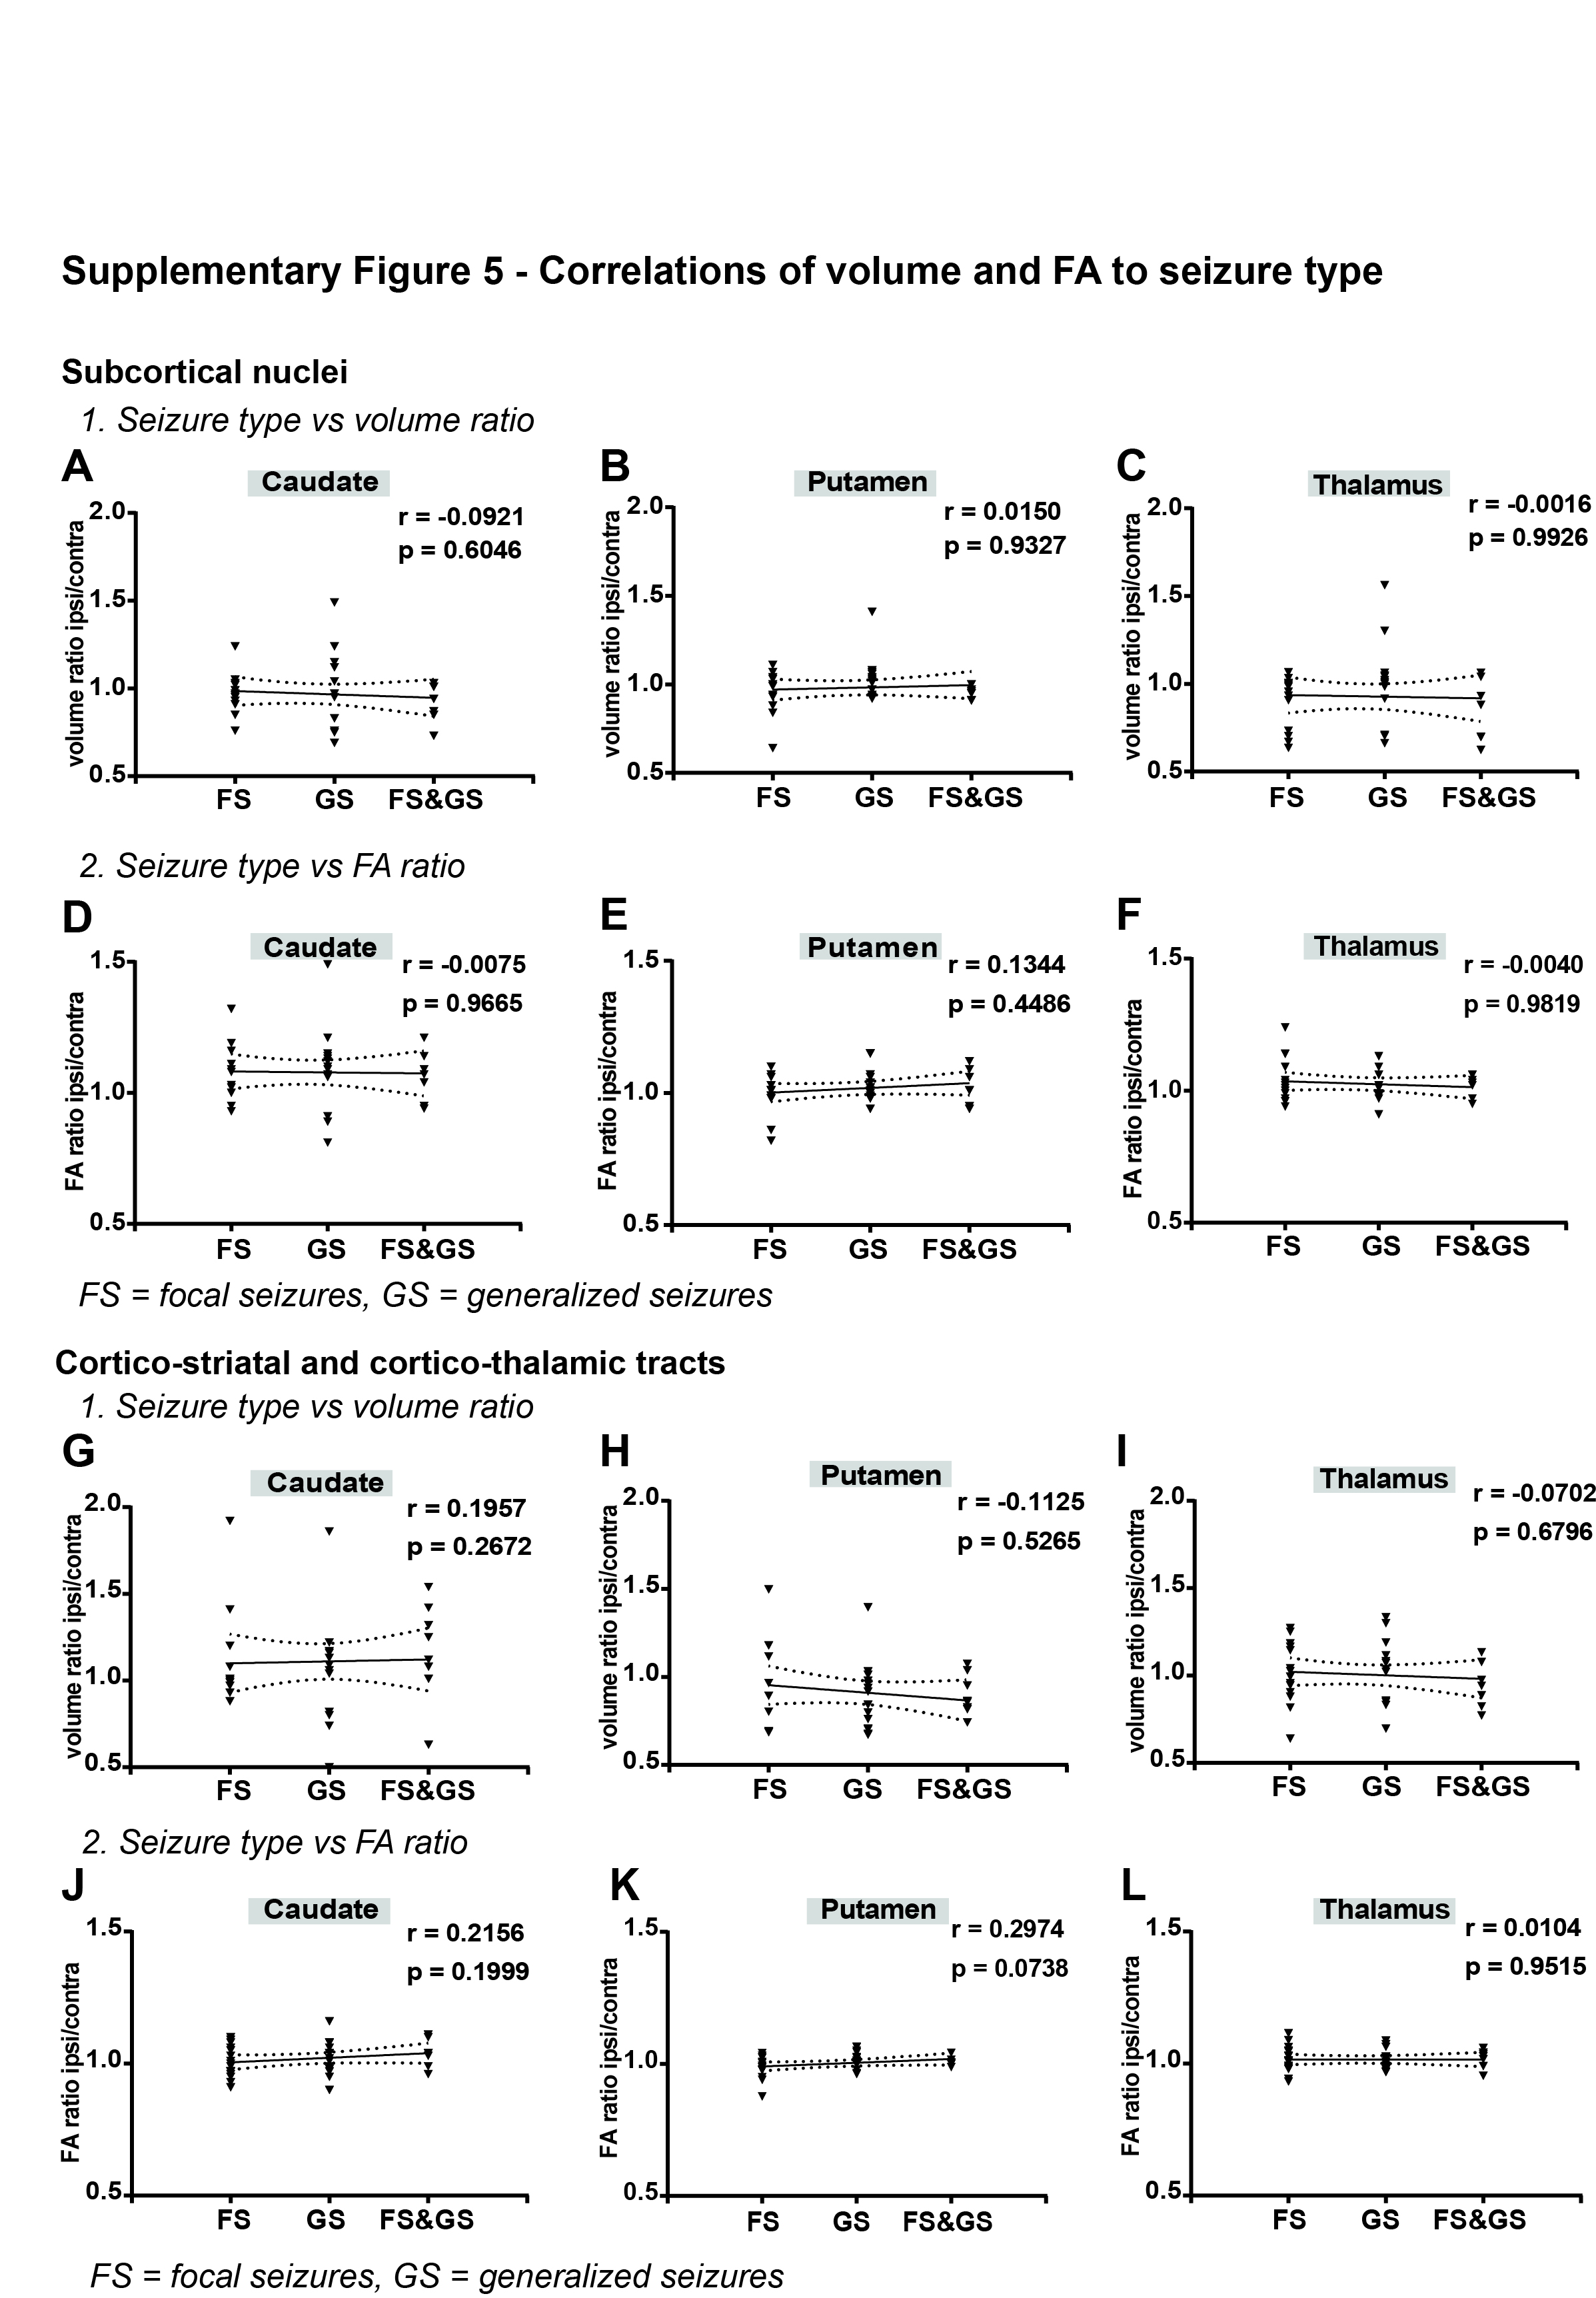 Supplementary Figure 5 - Correlations of volume and FA to seizure type
Subcortical nuclei
1. Seizure type vs volume ratio
A
Caudate
r = -0.0921
p = 0.6046
volume ratio ipsi/contra
2.0
1.5
1.0
0.5
FS GS FS&GS
B
Putamen
r = 0.0150
p = 0.9327
volume ratio ipsi/contra
2.0
1.5
1.0
0.5
FS GS FS&GS
C
Thalamus
r = -0.0016
p = 0.9926
volume ratio ipsi/contra
2.0
1.5
1.0
0.5
FS GS FS&GS
2. Seizure type vs FA ratio
D
Caudate
r = -0.0075
p = 0.9665
FA ratio ipsi/contra
1.5
1.0
0.5
FS GS FS&GS
E
Putamen
r = 0.1344
p = 0.4486
FA ratio ipsi/contra
1.5
1.0
0.5
FS GS FS&GS
F
Thalamus
r = -0.0040
p = 0.9819
FA ratio ipsi/contra
1.5
1.0
0.5
FS GS FS&GS
FS = focal seizures, GS = generalized seizures
Cortico-striatal and cortico-thalamic tracts
1. Seizure type vs volume ratio
G
Caudate
r = 0.1957
p = 0.2672
volume ratio ipsi/contra
2.0
1.5
1.0
0.5
FS GS FS&GS
H
Putamen
r = -0.1125
p = 0.5265
volume ratio ipsi/contra
2.0
1.5
1.0
0.5
FS GS FS&GS
I
Thalamus
r = -0.0702
p = 0.6796
volume ratio ipsi/contra
2.0
1.5
1.0
0.5
FS GS FS&GS
2. Seizure type vs FA ratio
J
Caudate
r = 0.2156
p = 0.1999
FA ratio ipsi/contra
1.5
1.0
0.5
FS GS FS&GS
K
Putamen
r = 0.2974
p = 0.0738
FA ratio ipsi/contra
1.5
1.0
0.5
FS GS FS&GS
L
Thalamus
r = 0.0104
p = 0.9515
FA ratio ipsi/contra
1.5
1.0
0.5
FS GS FS&GS
FS = focal seizures, GS = generalized seizures